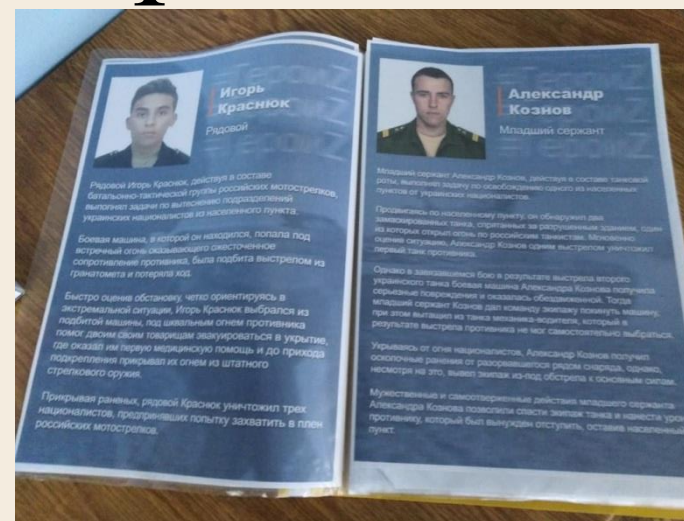 Игорь
Краснюк
Рядовой
Рядовой Игорь Краснюк, действуя в составе
батальонно-тактической группы российских мотострелков,
выполнял задачу по вытеснению подразделений
украинских националистов из населенного пункта.
Боевая машина, в которой он находился, попала под
встречный огонь оказывающего ожесточенное
сопротивление противника, была подбита выстрелом из
гранатомета и потеряла ход.
Быстро оценив обстановку, четко ориентируясь в
экстремальной ситуации, Игорь Краснюк выбрался из
подбитой машины, под шквальным огнем противника
помог двоим своим товарищам эвакуироваться в укрытие,
где оказал им первую медицинскую помощь и до прихода
подкрепления прикрывал их огнем из штатного
стрелкового оружия.
Прикрывая раненых, рядовой Краснюк уничтожил трех
националистов, предпринявших попытку захватить в плен
российских мотострелков.
Александр
Кознов
Младший сержант
Младший сержант Александр Кознов, действуя в составе танковой
роты, выполнял задачу по освобождению одного из населенных
пунктов от украинских националистов.
Продвигаясь по населенному пункту, он обнаружил два
замаскированных танка, спрятанных за разрушенным зданием, один
из которых открыл огонь по российским танкистам. Мгновенно
оценив ситуацию, Александр Кознов одним выстрелом уничтожил
первый танк противника.
Однако в завязавшемся бою в результате выстрела второго
украинского танка боевая машина Александра Кознова получила
серьезные повреждения и оказалась обездвиженной. Тогда
младший сержант Кознов дал команду экипажу покинуть машину,
при этом вытащил из танка механика-водителя, который в
результате выстрела противника не мог самостоятельно выбраться.
Укрываясь от огня националистов, Александр Кознов получил
осколочные ранения от разорвавшегося рядом снаряда, однако,
несмотря на это, вывел экипаж из-под обстрела к основным силам.
Мужественные и самоотверженные действия младшего сержанта
Александра Кознова позволили спасти экипаж танка и нанести урон
противнику, который был вынужден отступить, оставив населенный
пункт.